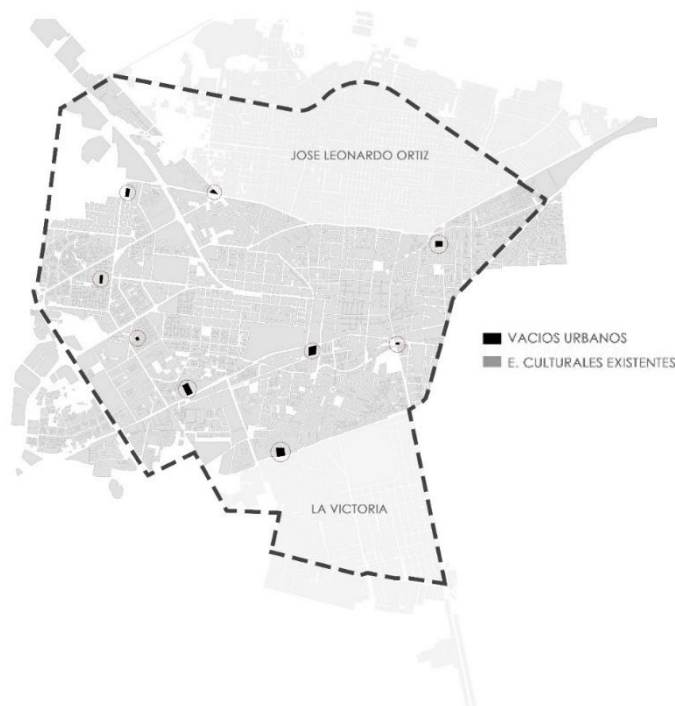 JOSE LEONARDO ORTIZ
VACIOS URBANOS
E. CULTURALES EXISTENTES
LA VICTORIA